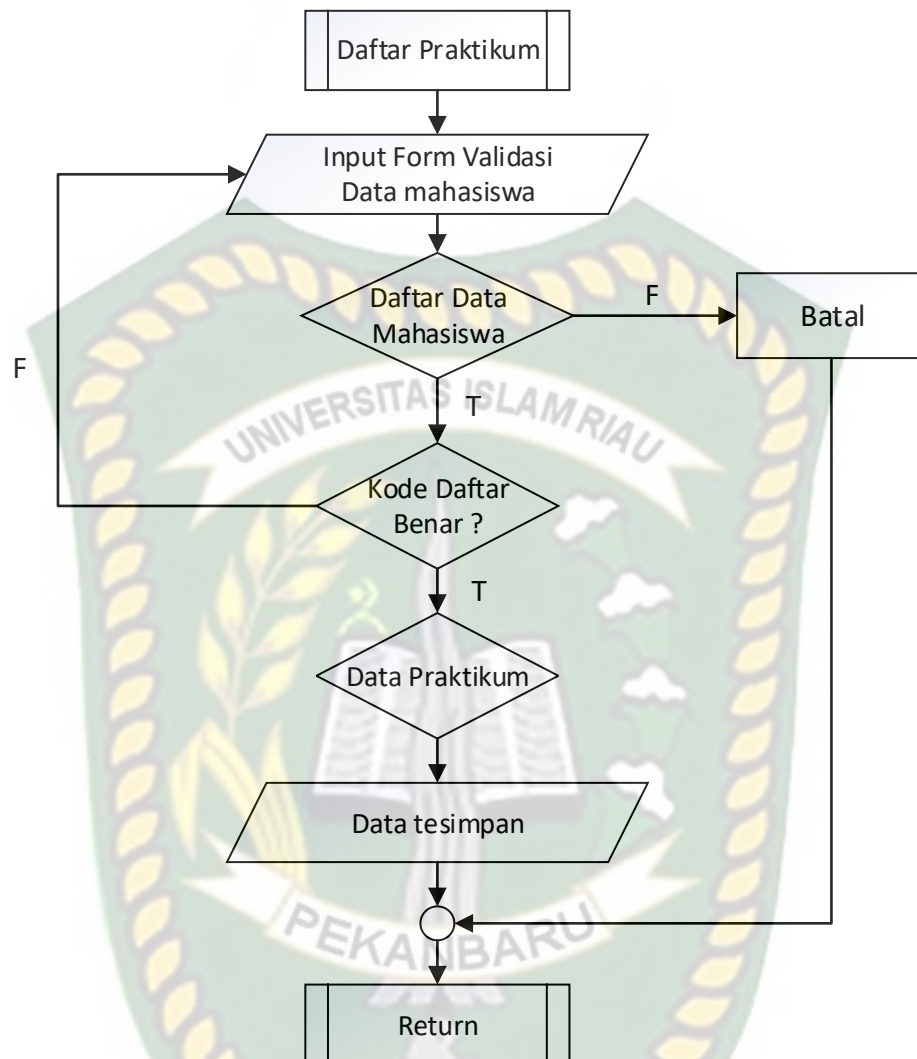 Daftar Praktikum
Input Form Validasi
Data mahasiswa
Daftar Data
Mahasiswa
F
Batal
F
T
UNIVERSITAS ISLAM RIAU
Kode Daftar
Benar ?
T
Data Praktikum
Data tesimpan
PEKANBARU
Return